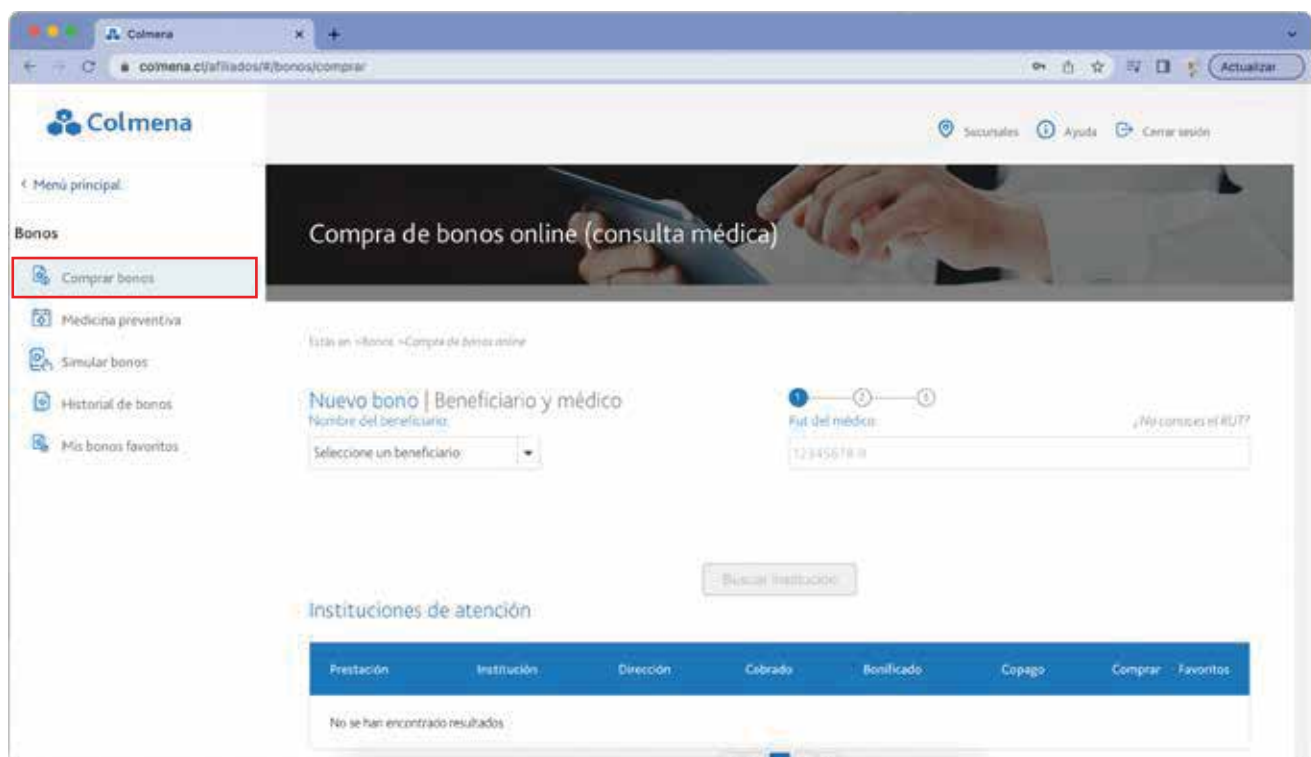 Colmena
colmena.cl/afiliados/#/bonos/comprar
Actualizar
Colmena
Sucursales Ayuda Cerrar sesión
< Menú principal
Bonos
Comprar bonos
Medicina preventiva
Simular bonos
Historial de bonos
Mis bonos favoritos
Compra de bonos online (consulta médica)
Estás en >Bonos >Compra de bonos online
Nuevo bono | Beneficiario y médico
1 2 3
Nombre del beneficiario:
Rut del médico:
¿No conoces el RUT?
Seleccione un beneficiario
12345678-9
Buscar institución
Instituciones de atención
Prestación Institución Dirección Cobrado Bonificado Copago Comprar Favoritos
No se han encontrado resultados